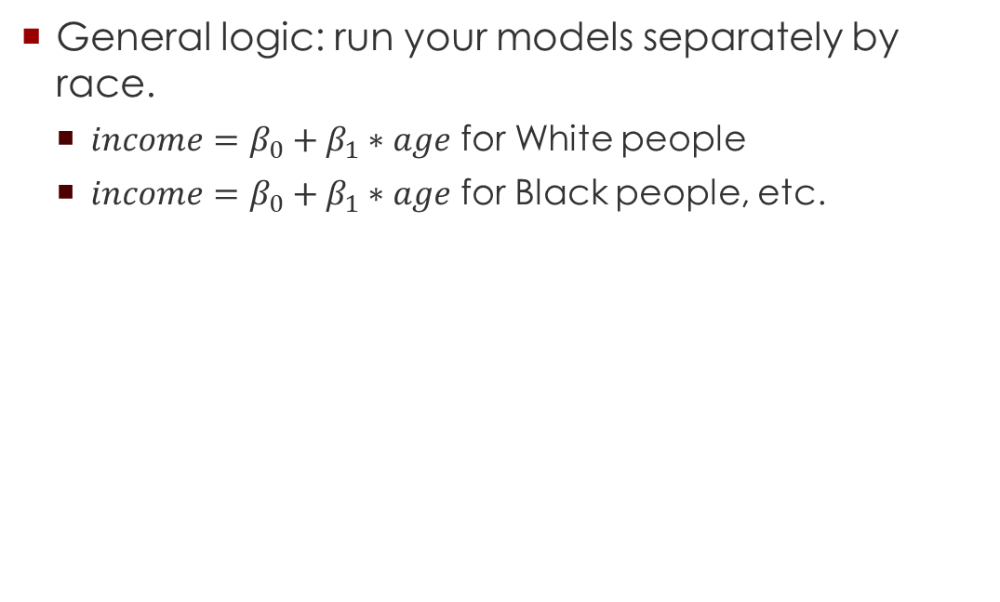 ▪ General logic: run your models separately by
race.
▪ income = β₀ + β₁ * age for White people
▪ income = β₀ + β₁ * age for Black people, etc.